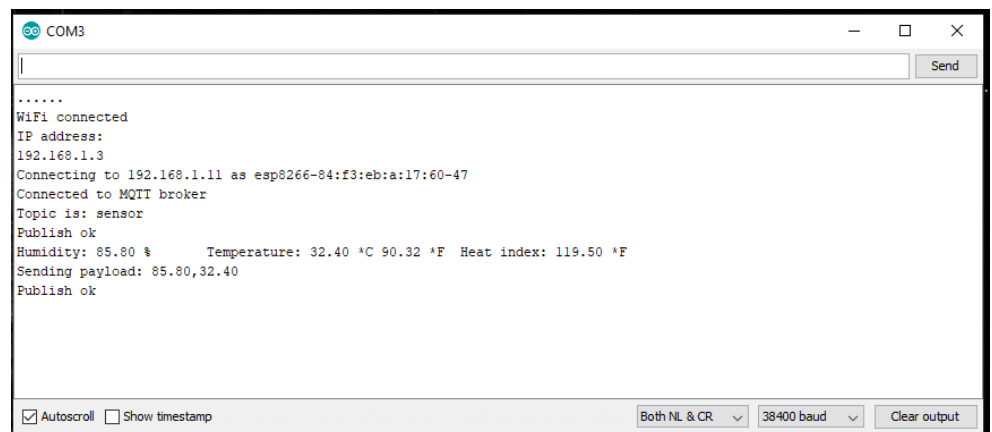 COM3
Send
......
WiFi connected
IP address:
192.168.1.3
Connecting to 192.168.1.11 as esp8266-84:f3:eb:a:17:60-47
Connected to MQTT broker
Topic is: sensor
Publish ok
Humidity: 85.80 %       Temperature: 32.40 *C 90.32 *F  Heat index: 119.50 *F
Sending payload: 85.80,32.40
Publish ok
Autoscroll Show timestamp Both NL & CR 38400 baud Clear output